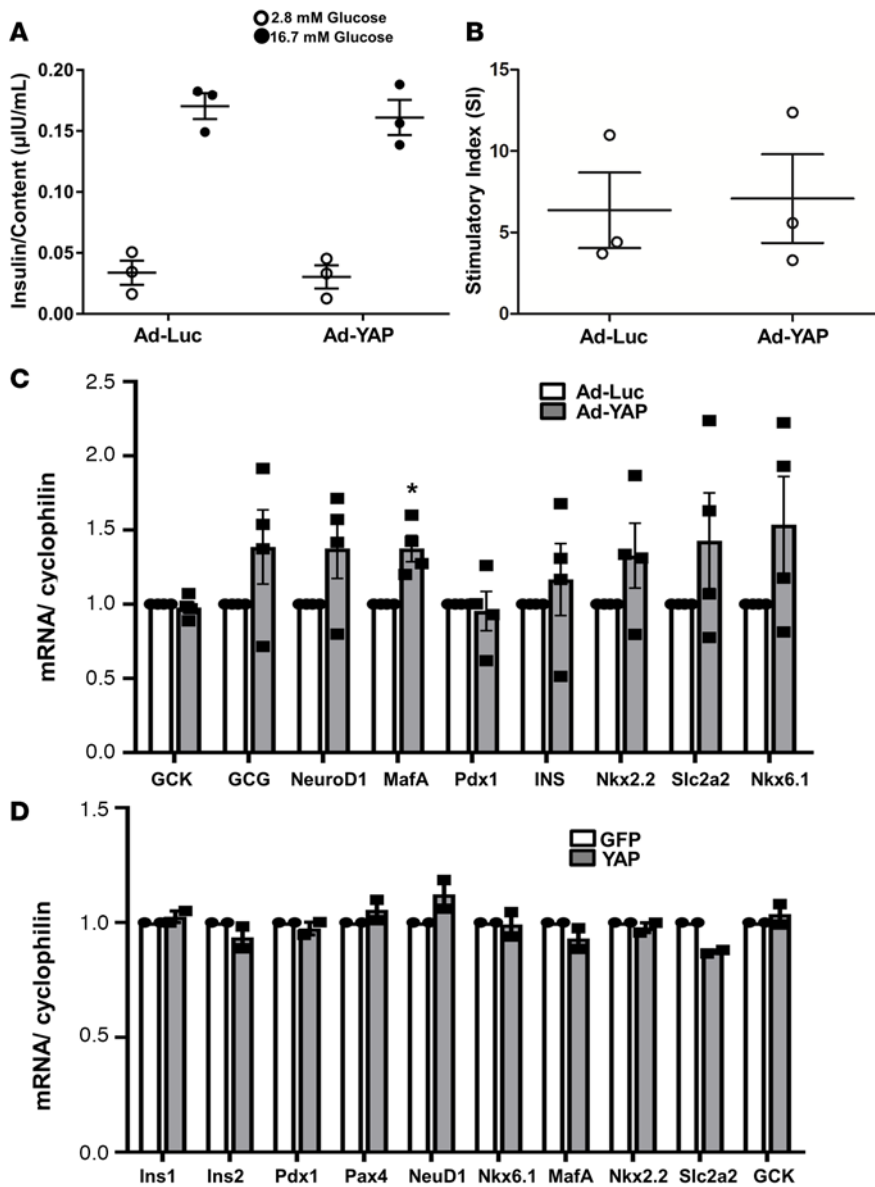 A
2.8 mM Glucose
16.7 mM Glucose
Insulin/Content (µIU/mL)
0.20
0.15
0.10
0.05
0.00
Ad-Luc
Ad-YAP
B
Stimulatory Index (SI)
15
10
5
0
Ad-Luc
Ad-YAP
C
Ad-Luc
Ad-YAP
mRNA/ cyclophilin
2.5
2.0
1.5
1.0
0.5
0.0
*
GCK GCG NeuroD1 MafA Pdx1 INS Nkx2.2 Slc2a2 Nkx6.1
D
GFP
YAP
mRNA/ cyclophilin
1.5
1.0
0.5
0.0
Ins1 Ins2 Pdx1 Pax4 NeuD1 Nkx6.1 MafA Nkx2.2 Slc2a2 GCK